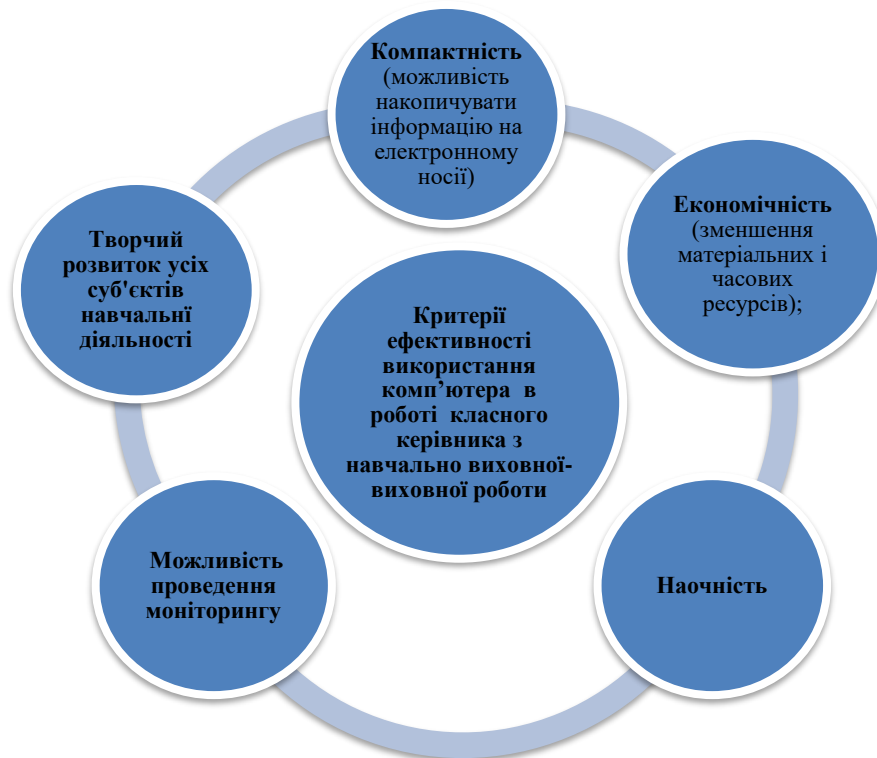 Компактність
(можливість
накопичувати
інформацію на
електронному
носії)
Економічність
(зменшення
матеріальних і
часових
ресурсів);
Творчий
розвиток усіх
суб'єктів
навчальнї
діяльності
Критерії
ефективності
використання
комп’ютера в
роботі класного
керівника з
навчально виховної-
виховної роботи
Можливість
проведення
моніторингу
Наочність